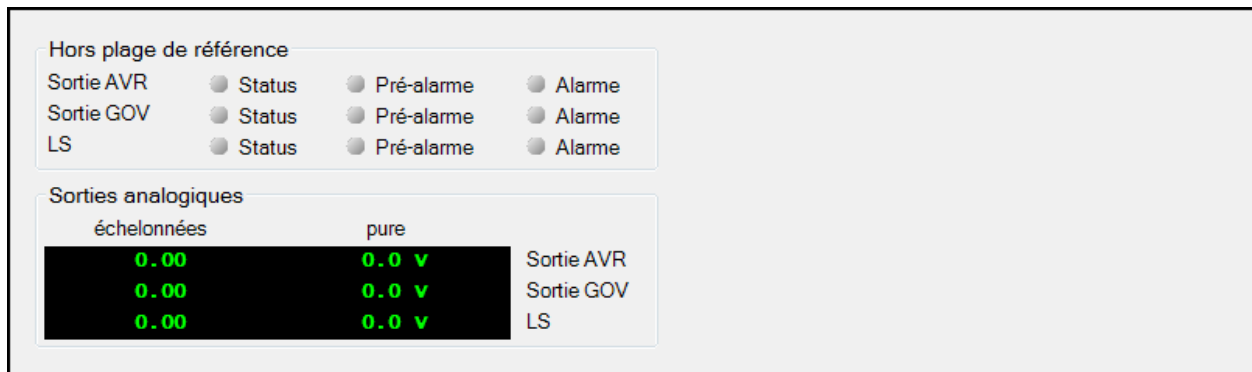 Hors plage de référence
Sortie AVR Status Pré-alarme Alarme
Sortie GOV Status Pré-alarme Alarme
LS Status Pré-alarme Alarme
Sorties analogiques
échelonnées pure
0.00 0.0 V Sortie AVR
0.00 0.0 V Sortie GOV
0.00 0.0 V LS